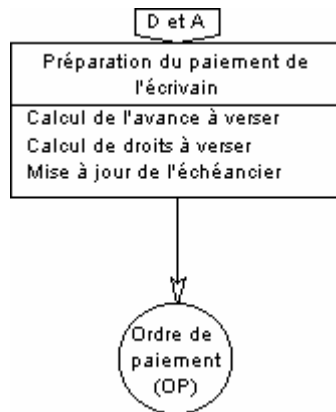 D et A
Préparation du paiement de
l'écrivain
Calcul de l'avance à verser
Calcul de droits à verser
Mise à jour de l'échéancier
Ordre de
paiement
(OP)